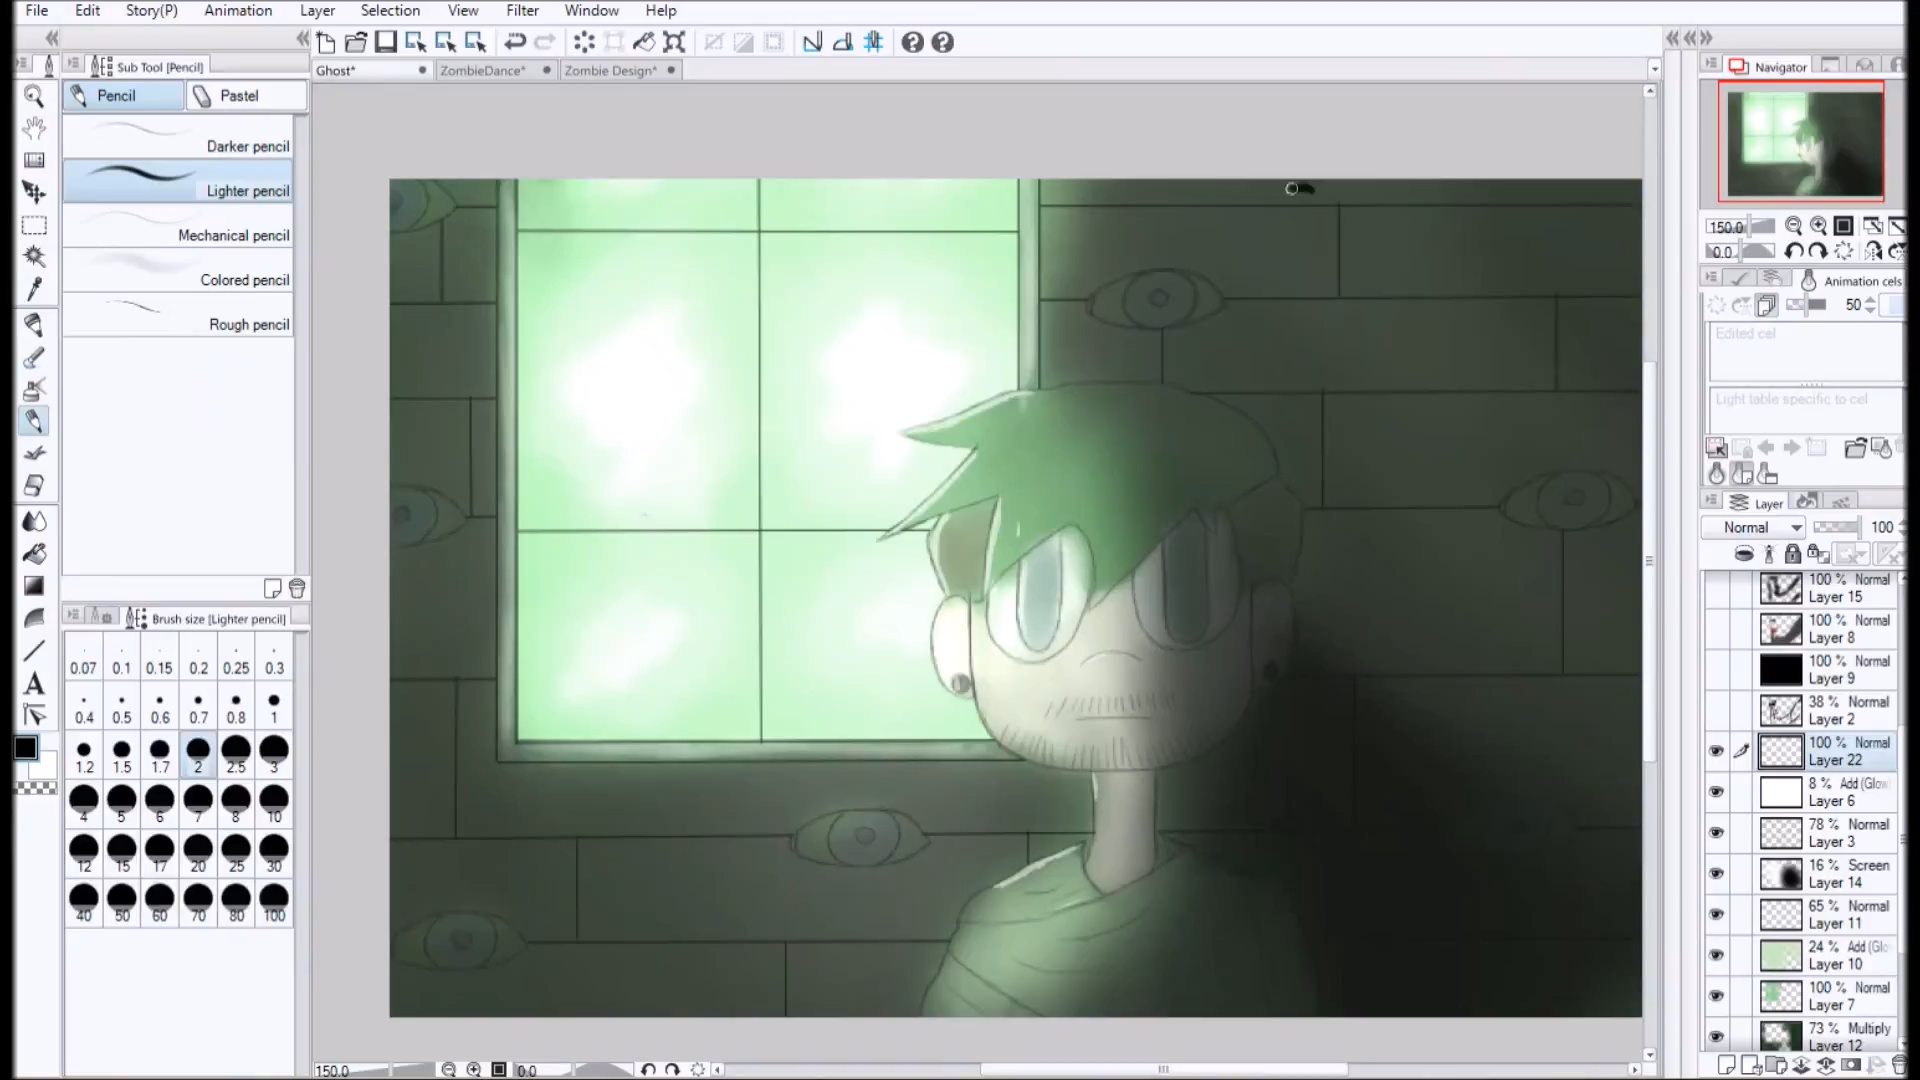 File Edit Story(P) Animation Layer Selection View Filter Window Help
Sub Tool [Pencil]
Ghost* ZombieDance* Zombie Design*
Navigator
Pencil Pastel
Darker pencil
Lighter pencil
Mechanical pencil
Colored pencil
Rough pencil
150.0
0.0
Animation cels
50
Edited cel
Light table specific to cel
Layer
Normal 100
100 % Normal
Layer 15
100 % Normal
Layer 8
100 % Normal
Layer 9
38 % Normal
Layer 2
100 % Normal
Layer 22
8 % Add (Glow
Layer 6
78 % Normal
Layer 3
16 % Screen
Layer 14
65 % Normal
Layer 11
24 % Add (Glo
Layer 10
100 % Normal
Layer 7
73 % Multiply
Layer 12
Brush size [Lighter pencil]
0.07 0.1 0.15 0.2 0.25 0.3
0.4 0.5 0.6 0.7 0.8 1
1.2 1.5 1.7 2 2.5 3
4 5 6 7 8 10
12 15 17 20 25 30
40 50 60 70 80 100
150.0 0.0